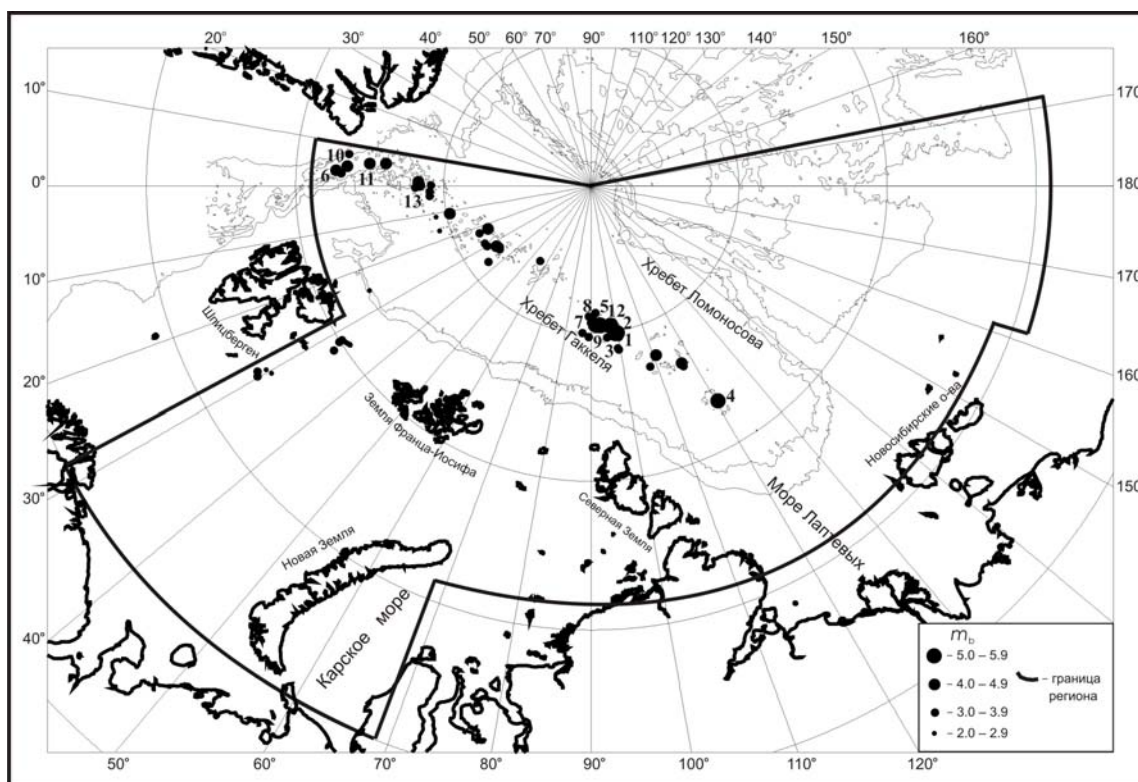 20° 30° 40° 50° 60° 70° 90° 110° 120° 130° 140° 150° 160°
10°
170°
0°
180°
10°
170°
20°
160°
30°
150°
40°
50° 60° 70° 80° 90° 100° 110° 120°
10
6
11
13
8
5
12
2
7
9
3
1
4
Хребет Ломоносова
Хребет Гаккеля
Шпицберген
Земля Франца-Иосифа
Новосибирские о-ва
Северная Земля
Море Лаптевых
Новая Земля
Карское море
mb
- 5.0 – 5.9
- 4.0 – 4.9
- 3.0 – 3.9
- 2.0 – 2.9
- граница
региона